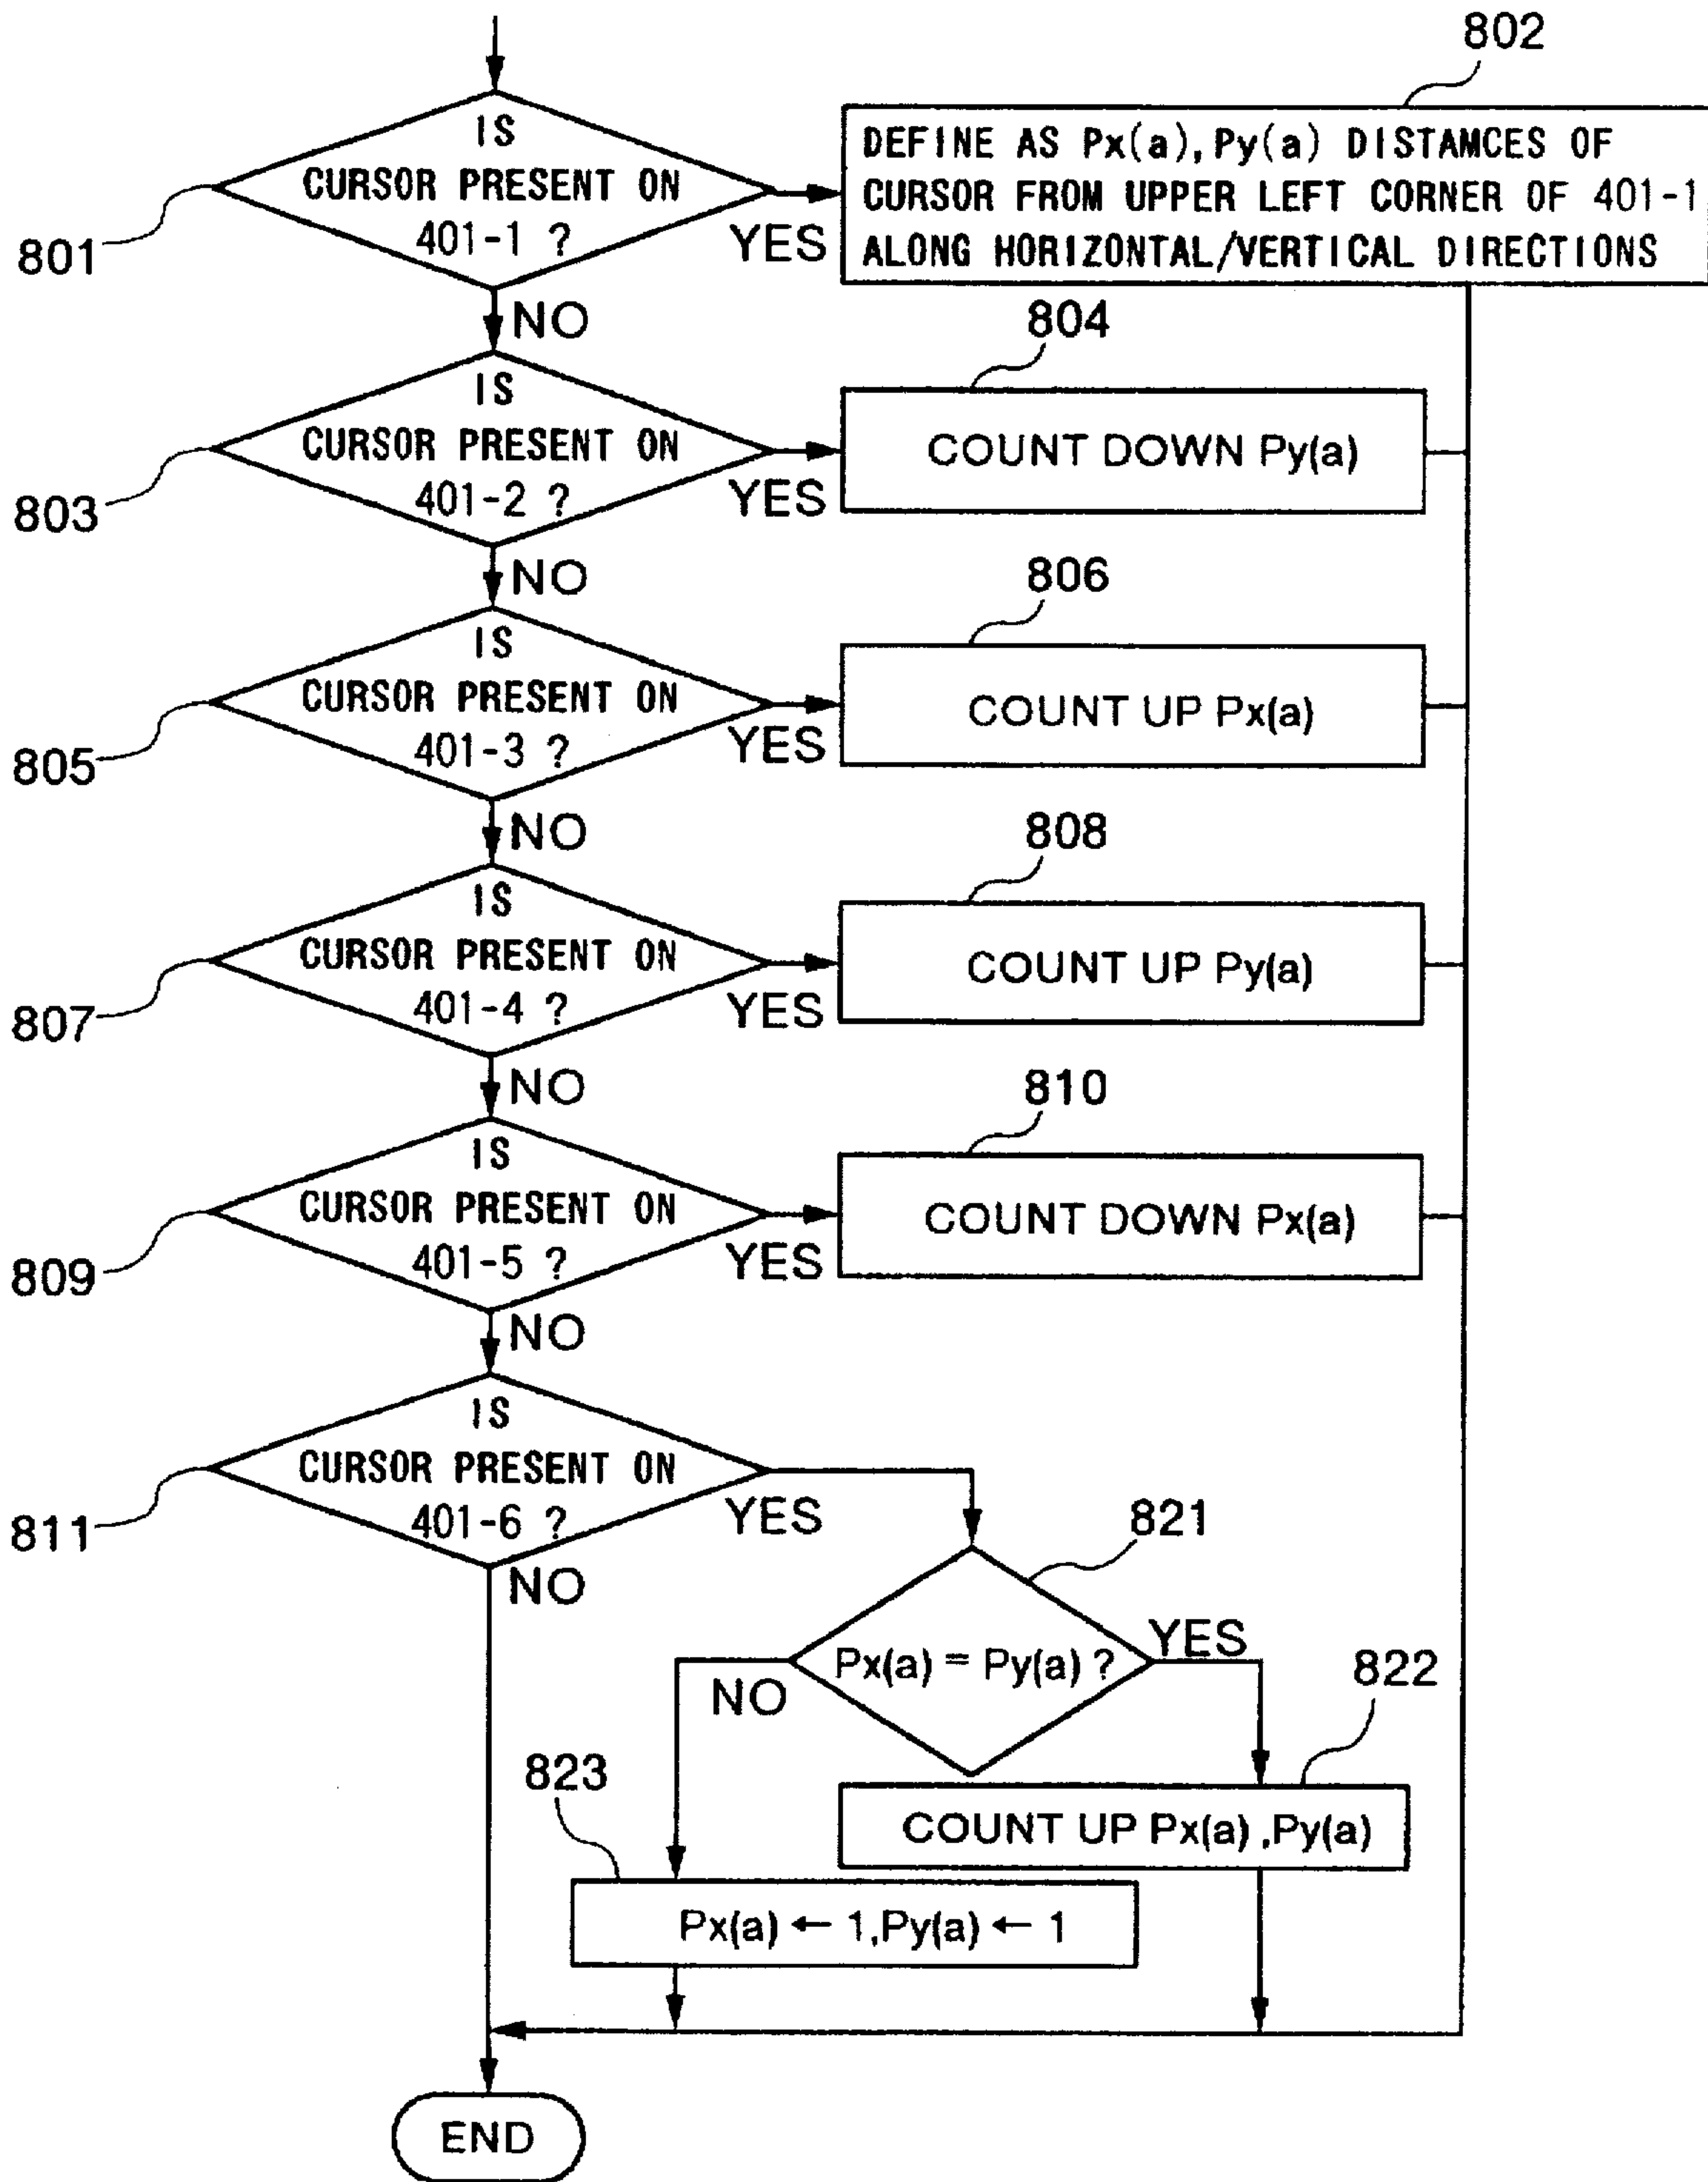 802
IS
CURSOR PRESENT ON
401-1 ?
801
YES
DEFINE AS Px(a), Py(a) DISTAMCES OF
CURSOR FROM UPPER LEFT CORNER OF 401-1
ALONG HORIZONTAL/VERTICAL DIRECTIONS
NO
804
IS
CURSOR PRESENT ON
401-2 ?
803
YES
COUNT DOWN Py(a)
NO
806
IS
CURSOR PRESENT ON
401-3 ?
805
YES
COUNT UP Px(a)
NO
808
IS
CURSOR PRESENT ON
401-4 ?
807
YES
COUNT UP Py(a)
NO
810
IS
CURSOR PRESENT ON
401-5 ?
809
YES
COUNT DOWN Px(a)
NO
IS
CURSOR PRESENT ON
401-6 ?
811
YES
NO
821
Px(a) = Py(a) ?
YES
NO
822
COUNT UP Px(a) ,Py(a)
823
Px(a) ← 1,Py(a) ← 1
END